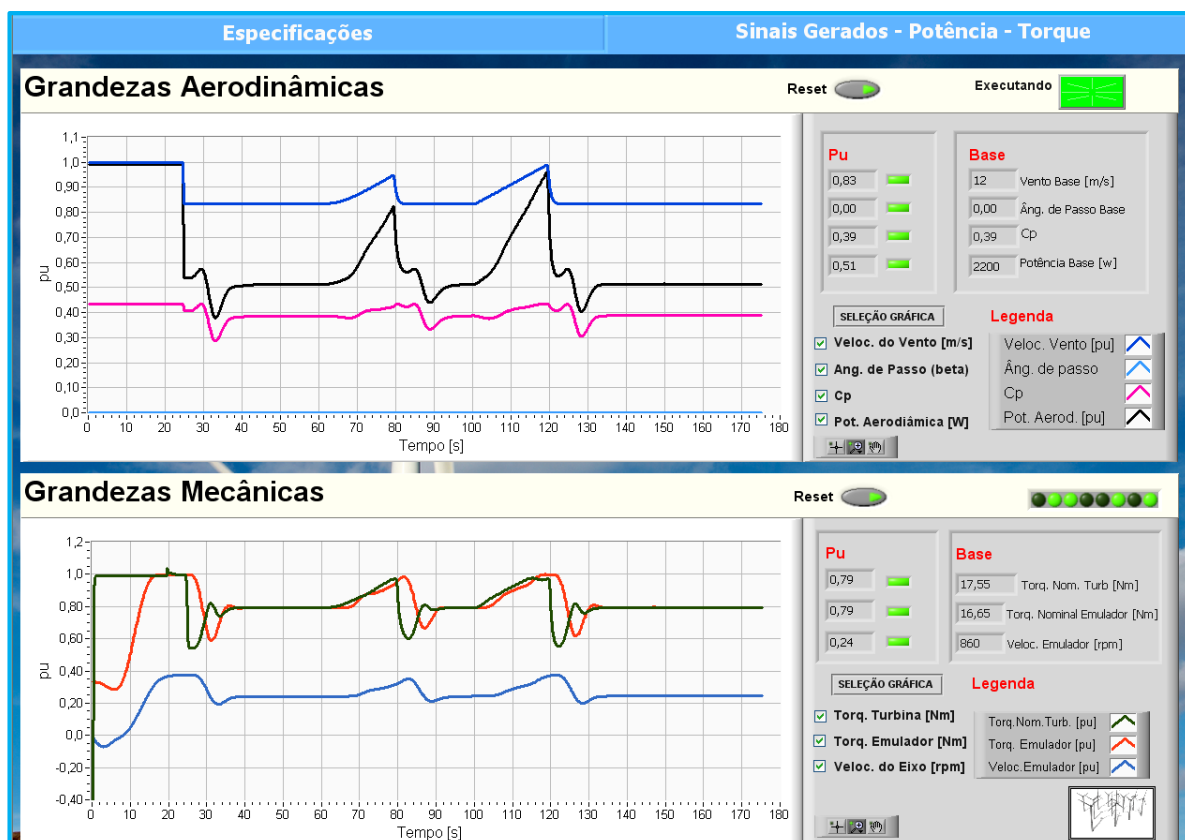 Especificações
Sinais Gerados - Potência - Torque
Grandezas Aerodinâmicas
Reset
Executando
1,1
1,0
0,90
0,80
0,70
0,60
0,50
0,40
0,30
0,20
0,10
0,0
pu
0 10 20 30 40 50 60 70 80 90 100 110 120 130 140 150 160 170 180
Tempo [s]
Pu
Base
0,83
12 Vento Base [m/s]
0,00
0,00 Âng. de Passo Base
0,39
0,39 Cp
0,51
2200 Potência Base [w]
SELEÇÃO GRÁFICA
Legenda
Veloc. do Vento [m/s]
Veloc. Vento [pu]
Ang. de Passo (beta)
Âng. de passo
Cp
Cp
Pot. Aerodiâmica [W]
Pot. Aerod. [pu]
Grandezas Mecânicas
Reset
1,2
1,0
0,80
0,60
0,40
0,20
0,0
-0,20
-0,40
pu
0 10 20 30 40 50 60 70 80 90 100 110 120 130 140 150 160 170 180
Tempo [s]
Pu
Base
0,79
17,55 Torq. Nom. Turb [Nm]
0,79
16,65 Torq. Nominal Emulador [Nm]
0,24
860 Veloc. Emulador [rpm]
SELEÇÃO GRÁFICA
Legenda
Torq. Turbina [Nm]
Torq.Nom.Turb. [pu]
Torq. Emulador [Nm]
Torq. Emulador [pu]
Veloc. do Eixo [rpm]
Veloc.Emulador [pu]